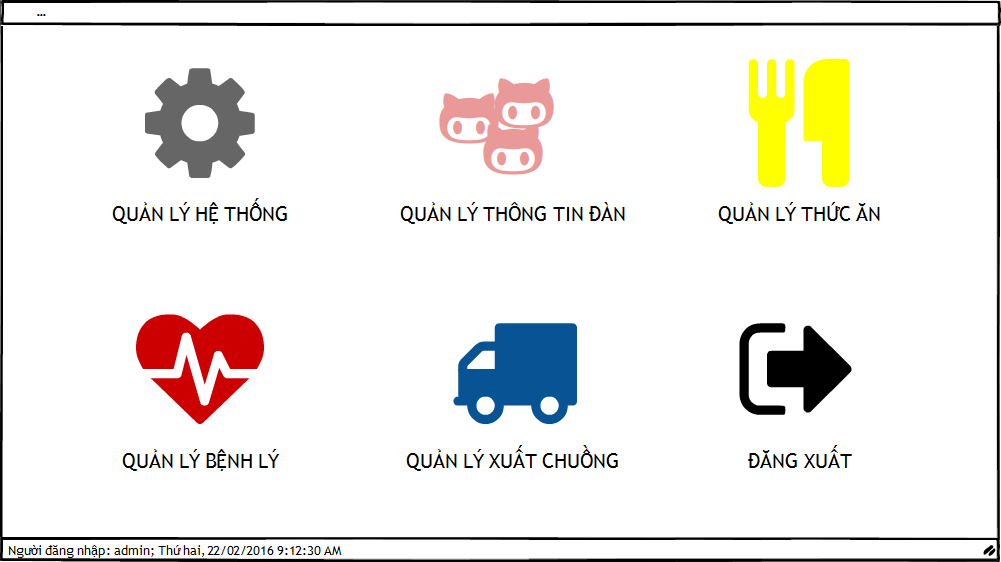 ...
QUẢN LÝ HỆ THỐNG
QUẢN LÝ THÔNG TIN ĐÀN
QUẢN LÝ THỨC ĂN
QUẢN LÝ BỆNH LÝ
QUẢN LÝ XUẤT CHUỒNG
ĐĂNG XUẤT
Người đăng nhập: admin; Thứ hai, 22/02/2016 9:12:30 AM